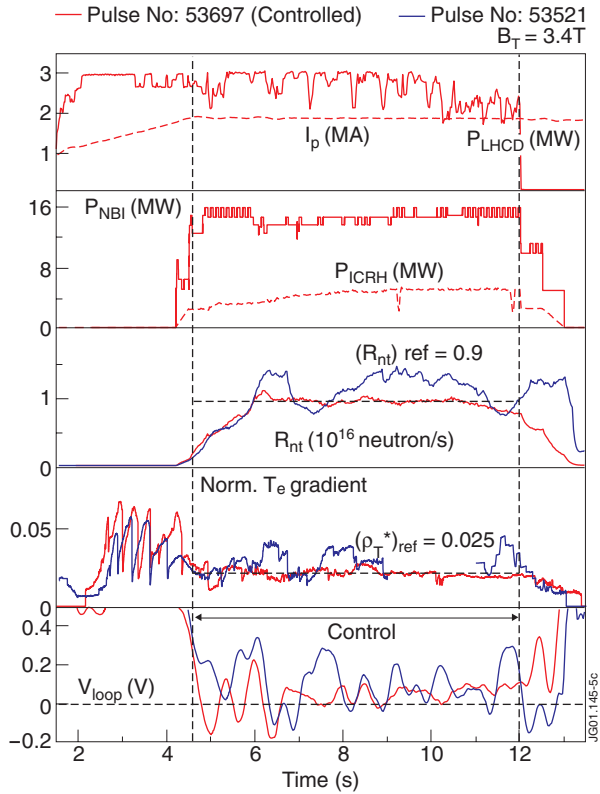 Pulse No: 53697 (Controlled)
Pulse No: 53521
B_T = 3.4T
3
2
1
I_p (MA)
P_LHCD (MW)
16
8
0
P_NBI (MW)
P_ICRH (MW)
1
0
(R_nt) ref = 0.9
R_nt (10^16 neutron/s)
0.05
0
Norm. T_e gradient
(ρ_T*)_ref = 0.025
0.4
0.2
0
−0.2
Control
V_loop (V)
2
4
6
8
10
12
Time (s)
JG01.145-5c